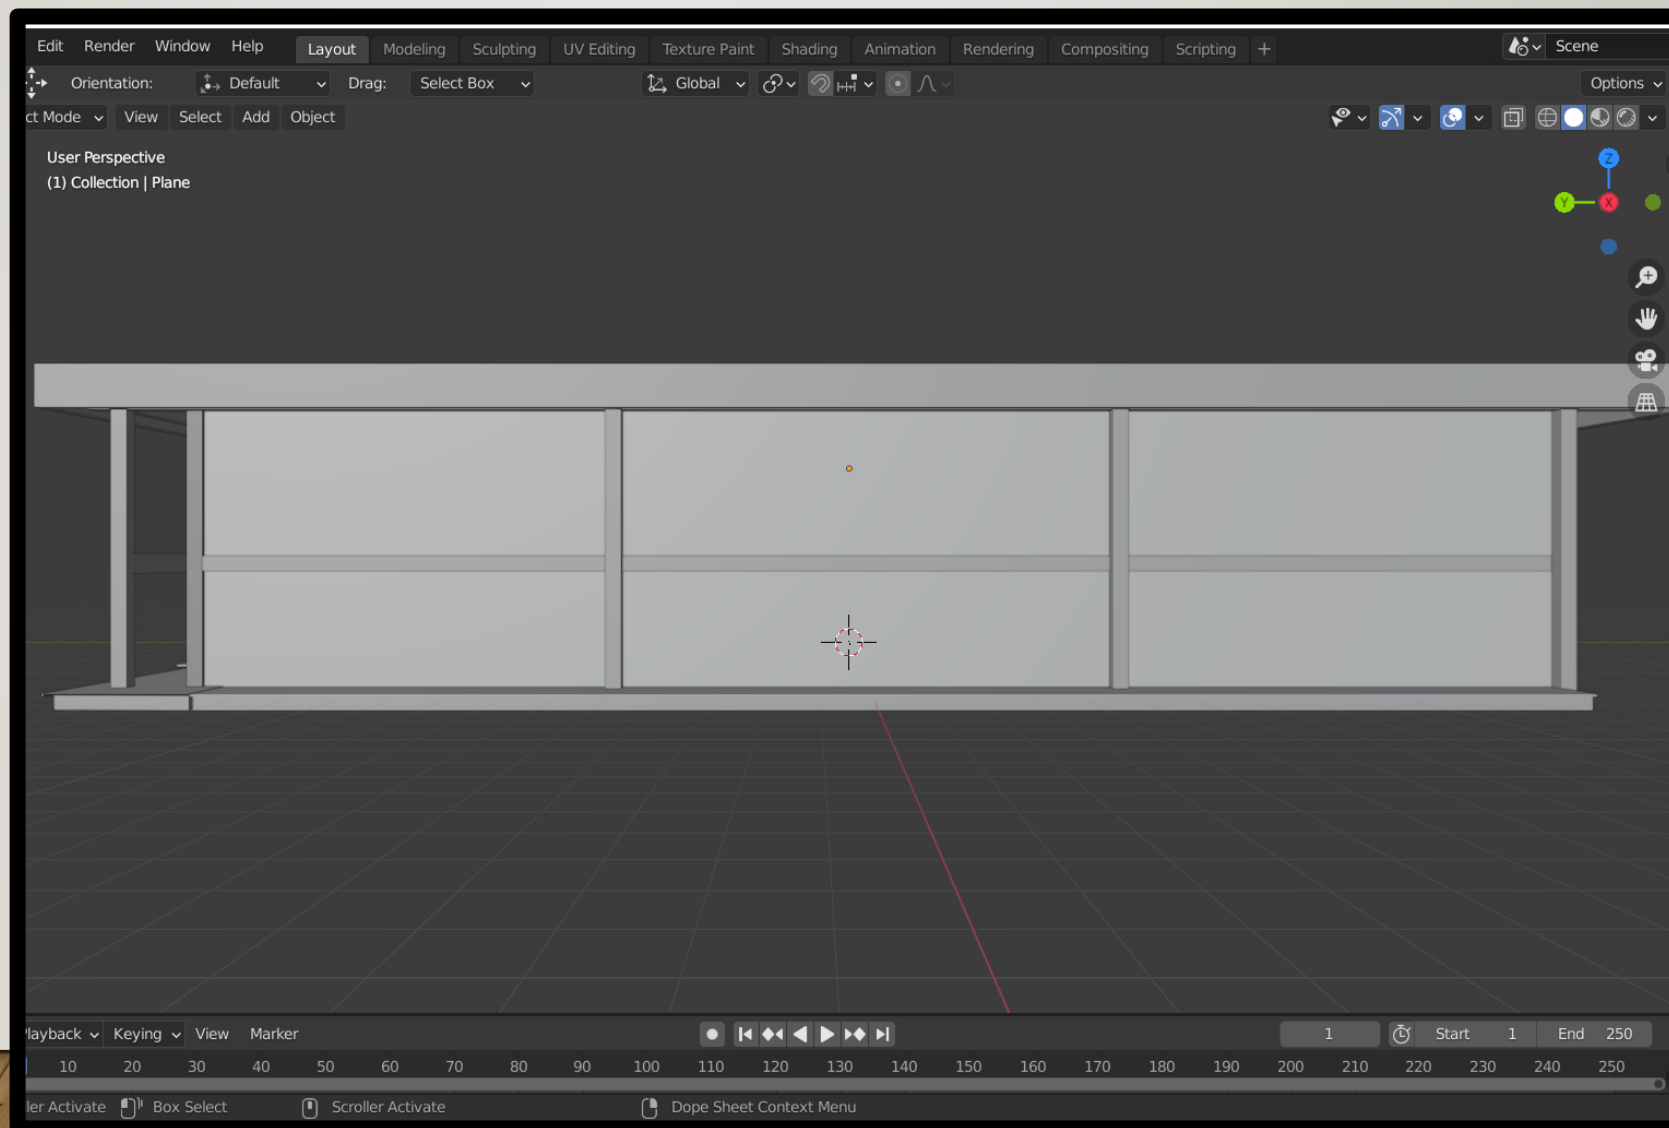 Edit Render Window Help Layout Modeling Sculpting UV Editing Texture Paint Shading Animation Rendering Compositing Scripting + Scene
Orientation: Default Drag: Select Box Global Options
ct Mode View Select Add Object
User Perspective
(1) Collection | Plane
Z
Y X
Playback Keying View Marker 1 Start 1 End 250
10 20 30 40 50 60 70 80 90 100 110 120 130 140 150 160 170 180 190 200 210 220 230 240 250
ler Activate Box Select Scroller Activate Dope Sheet Context Menu